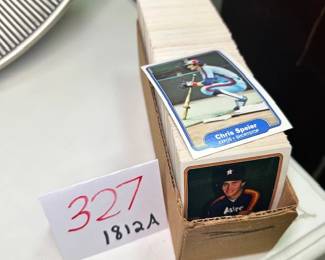 Chris Speier
EXPOS • SHORTSTOP
Astros
327
1812A